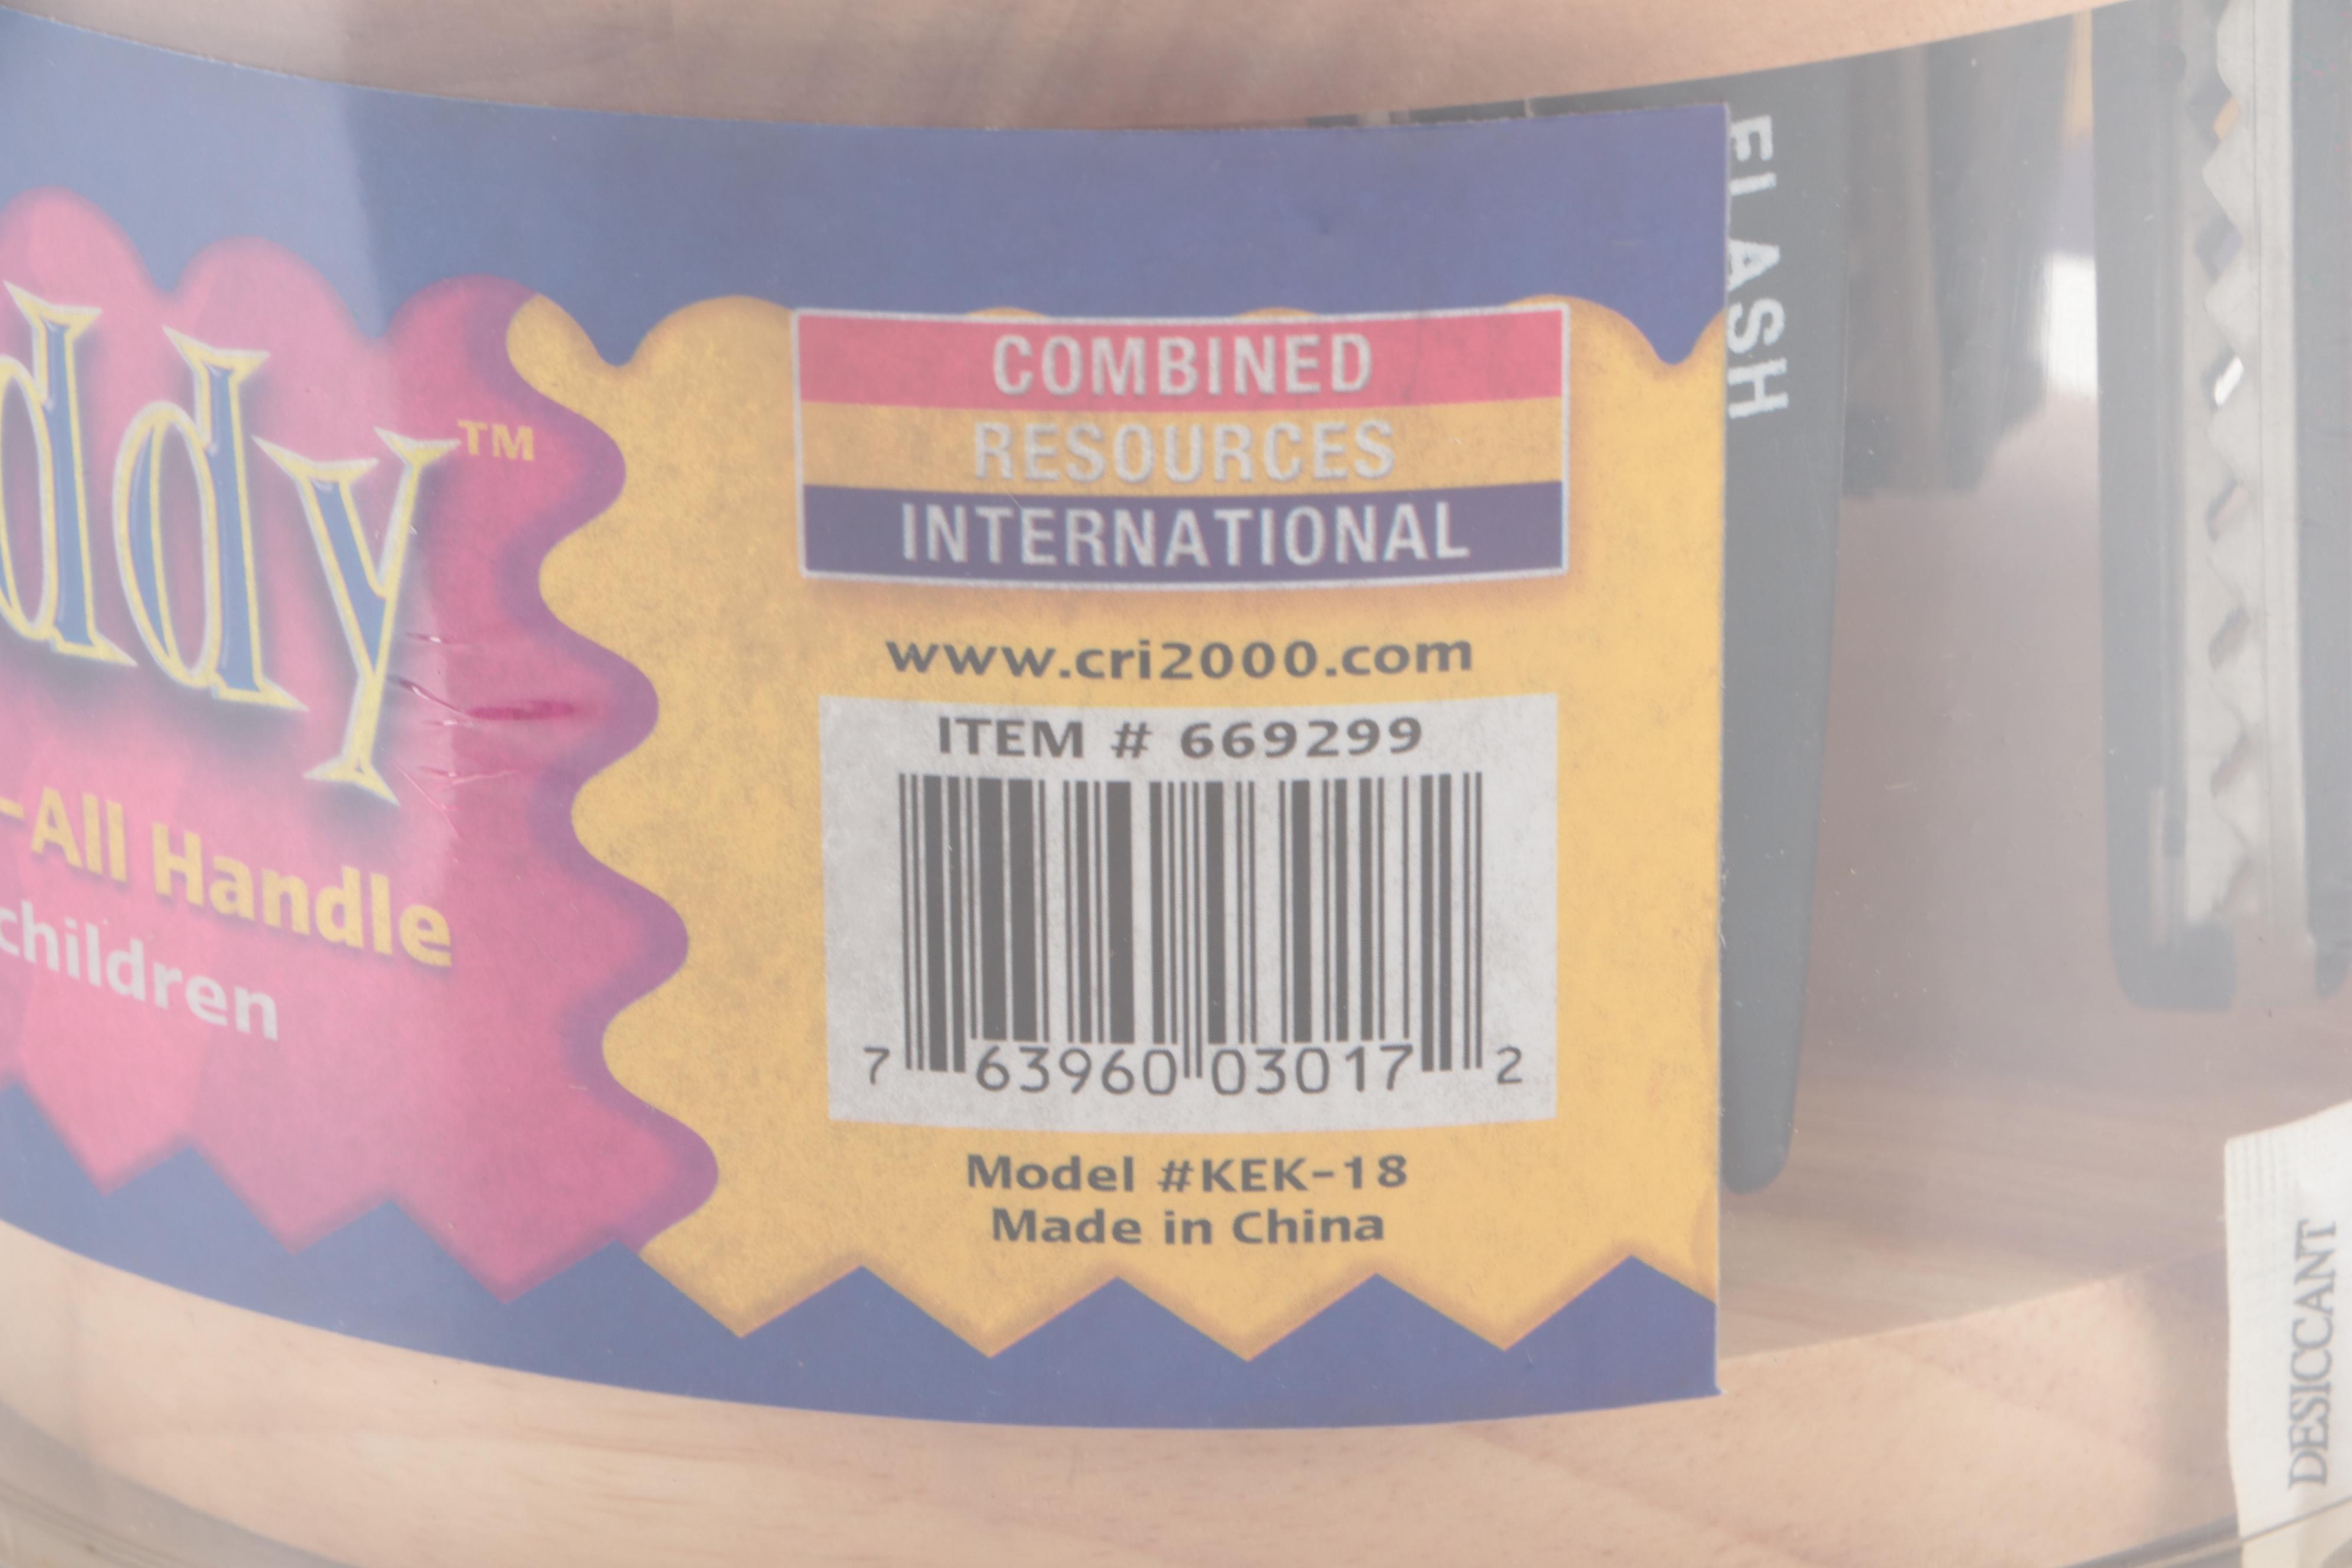 ddy™
-All Handle
children
COMBINED
RESOURCES
INTERNATIONAL
www.cri2000.com
ITEM # 669299
7 63960 03017 2
Model #KEK-18
Made in China
FLASH
DESICCANT